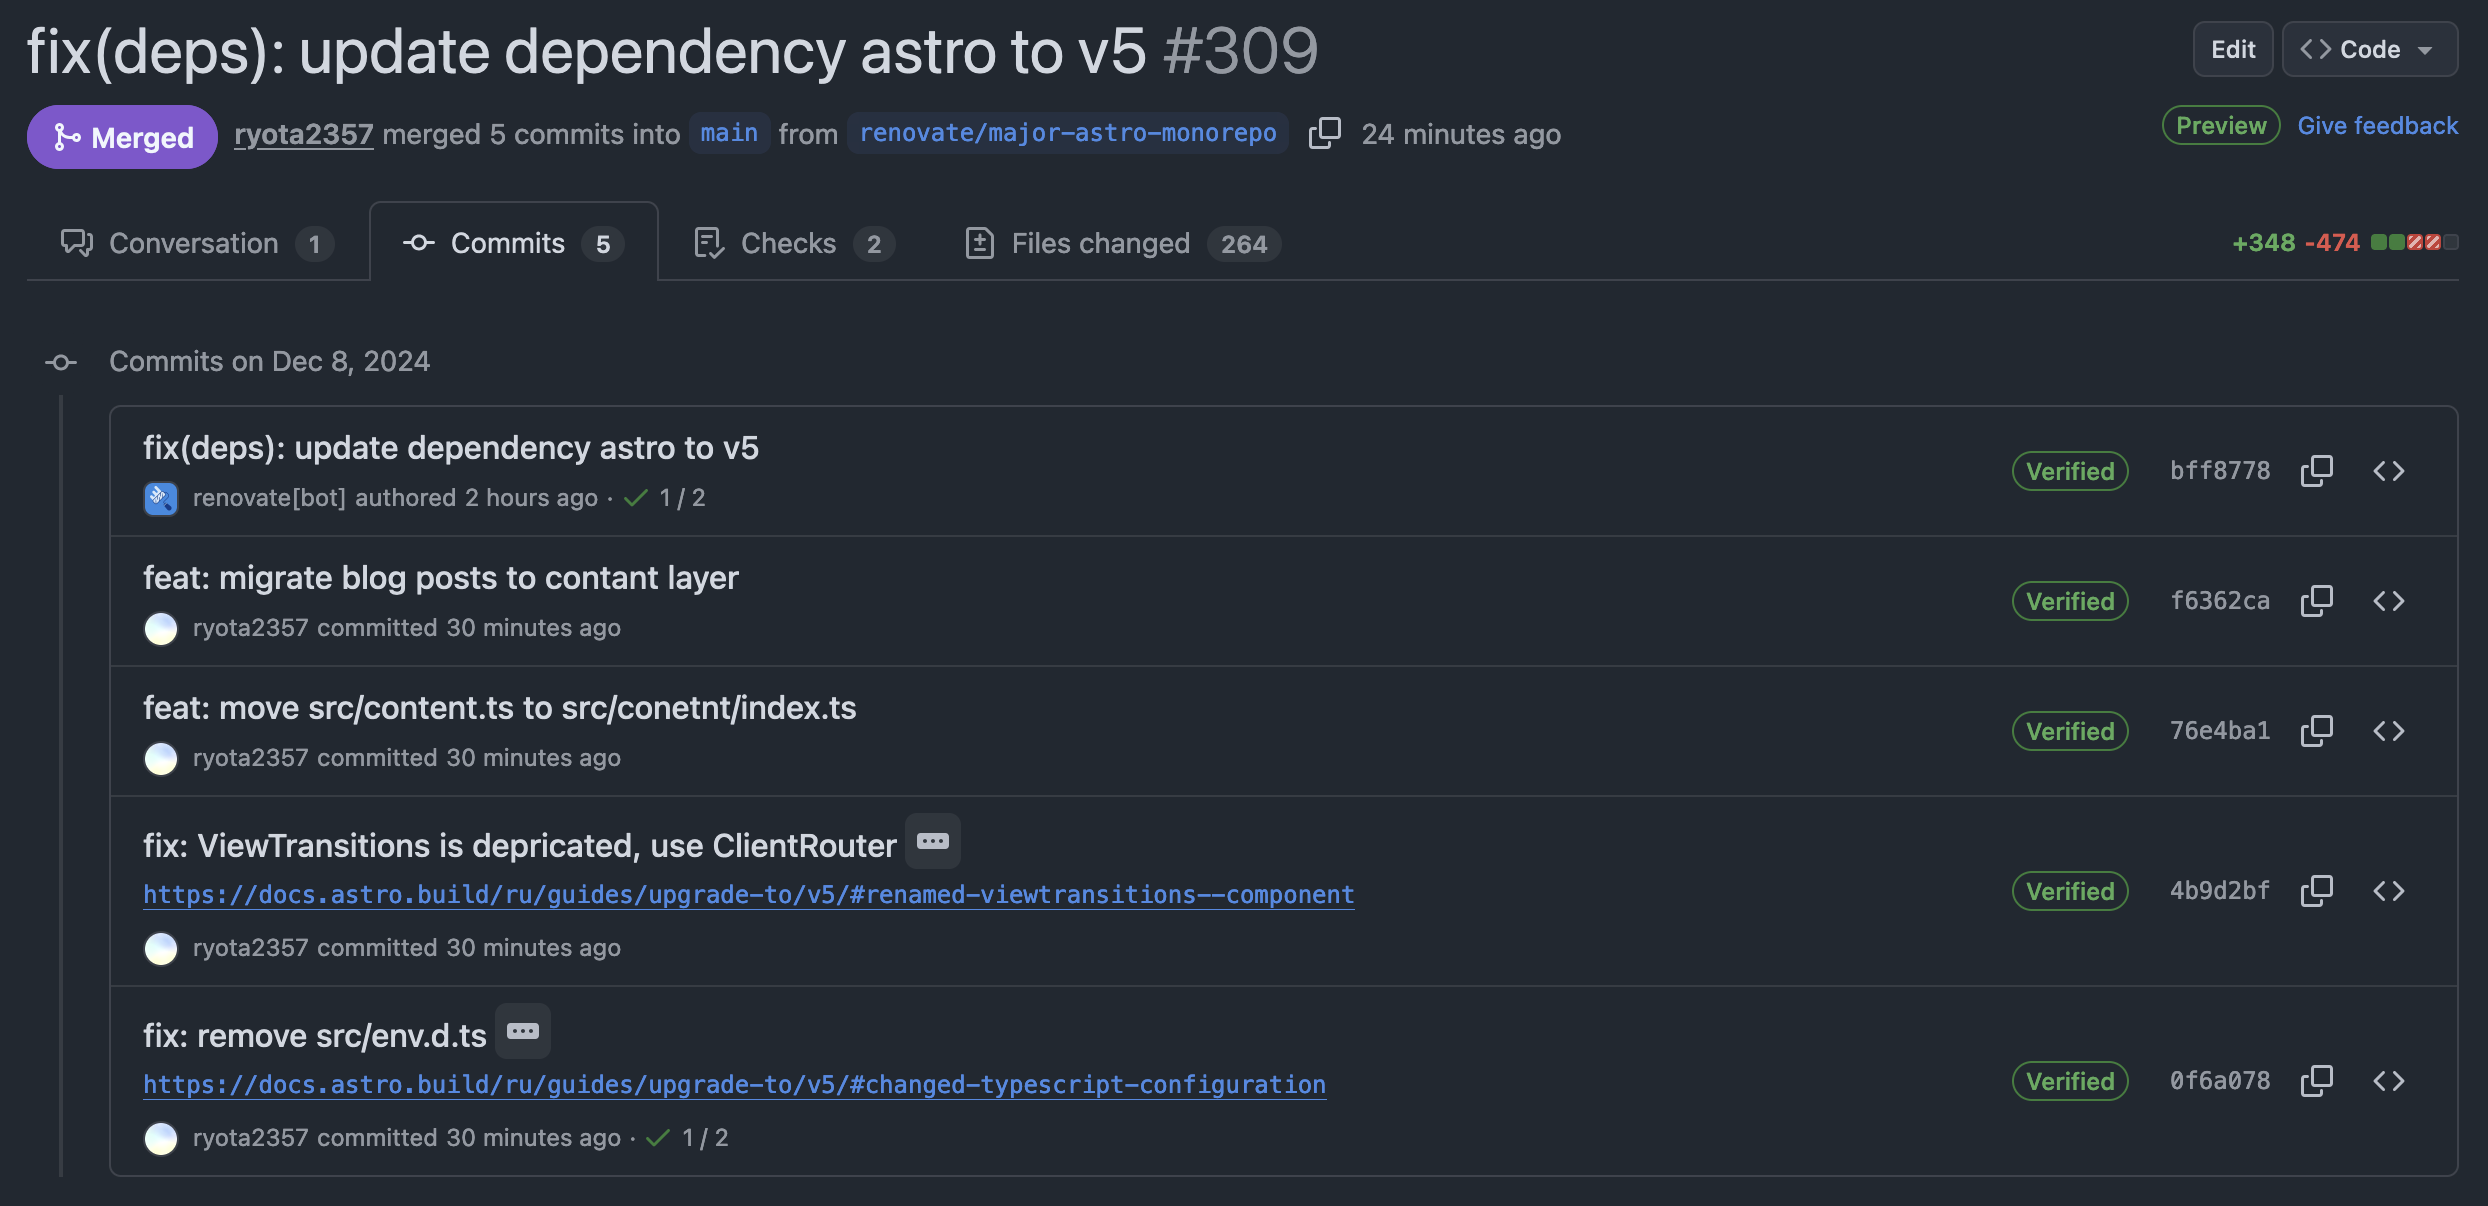 fix(deps): update dependency astro to v5 #309
Edit
Code
Merged
ryota2357 merged 5 commits into main from renovate/major-astro-monorepo 24 minutes ago
Preview
Give feedback
Conversation 1
Commits 5
Checks 2
Files changed 264
+348 -474
Commits on Dec 8, 2024
fix(deps): update dependency astro to v5
renovate[bot] authored 2 hours ago · 1 / 2
Verified
bff8778
feat: migrate blog posts to contant layer
ryota2357 committed 30 minutes ago
Verified
f6362ca
feat: move src/content.ts to src/conetnt/index.ts
ryota2357 committed 30 minutes ago
Verified
76e4ba1
fix: ViewTransitions is depricated, use ClientRouter
https://docs.astro.build/ru/guides/upgrade-to/v5/#renamed-viewtransitions--component
ryota2357 committed 30 minutes ago
Verified
4b9d2bf
fix: remove src/env.d.ts
https://docs.astro.build/ru/guides/upgrade-to/v5/#changed-typescript-configuration
ryota2357 committed 30 minutes ago · 1 / 2
Verified
0f6a078